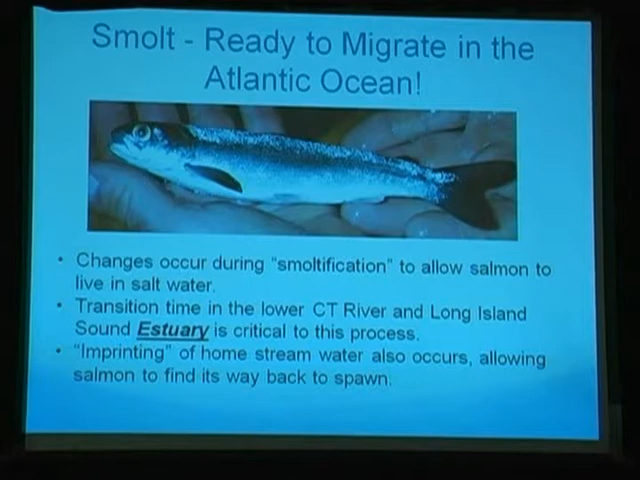 Smolt - Ready to Migrate in the
Atlantic Ocean!
• Changes occur during "smoltification" to allow salmon to
live in salt water.
• Transition time in the lower CT River and Long Island
Sound Estuary is critical to this process.
• "Imprinting" of home stream water also occurs, allowing
salmon to find its way back to spawn.